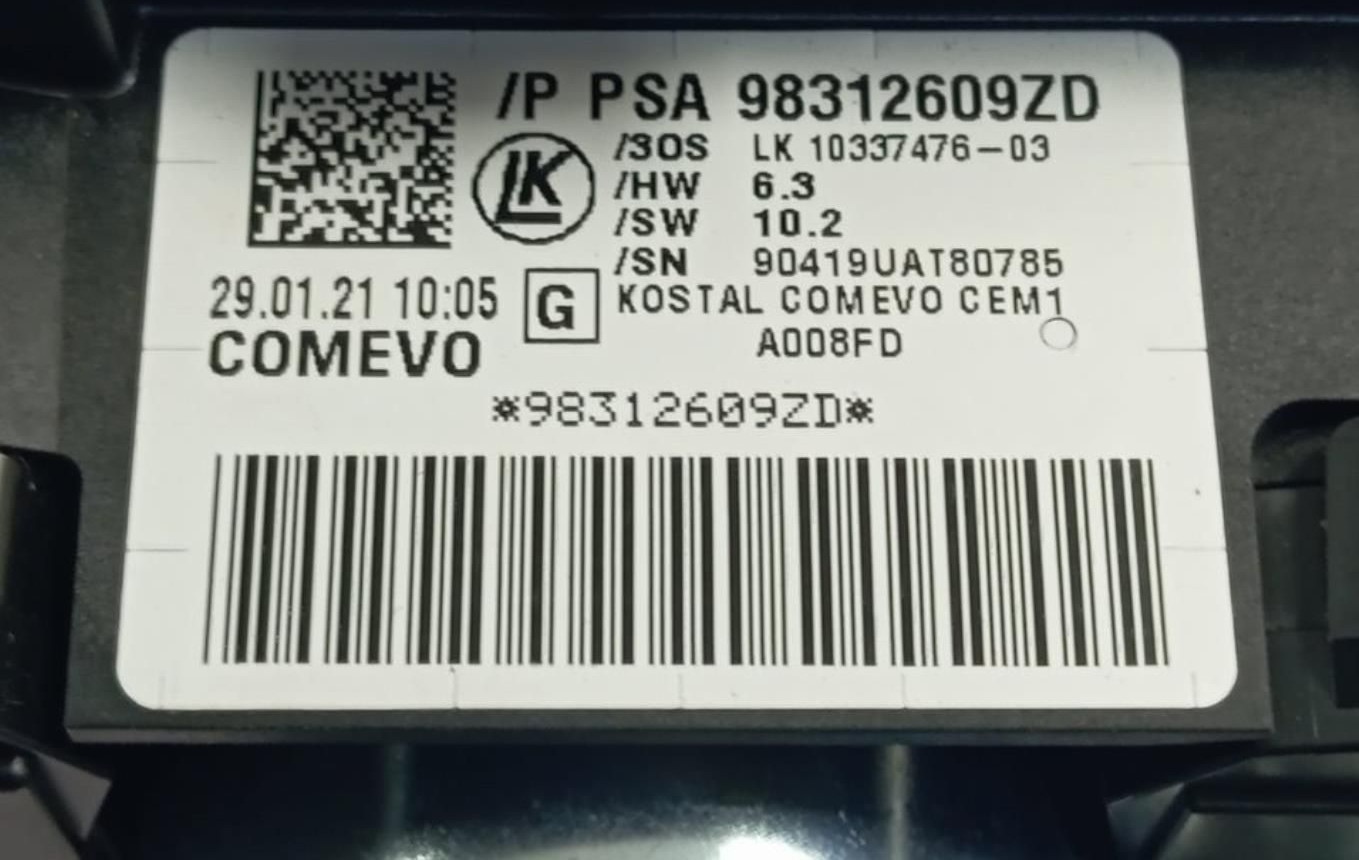 /P PSA 98312609ZD
/3OS LK 10337476-03
LK
/HW 6.3
/SW 10.2
/SN 90419UAT80785
29.01.21 10:05
G
KOSTAL COMEVO CEM1
COMEVO
A008FD
*98312609ZD*